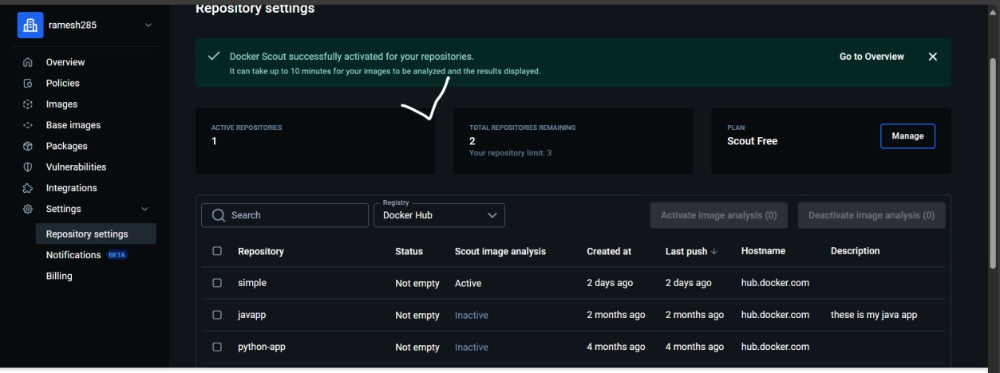 Repository settings
ramesh285
Overview
Policies
Images
Base images
Packages
Vulnerabilities
Integrations
Settings
Repository settings
Notifications BETA
Billing
Docker Scout successfully activated for your repositories.
It can take up to 10 minutes for your images to be analyzed and the results displayed.
Go to Overview
ACTIVE REPOSITORIES
1
TOTAL REPOSITORIES REMAINING
2
Your repository limit: 3
PLAN
Scout Free
Manage
Search
Registry
Docker Hub
Activate image analysis (0)
Deactivate image analysis (0)
Repository Status Scout image analysis Created at Last push Hostname Description
simple Not empty Active 2 days ago 2 days ago hub.docker.com
javapp Not empty Inactive 2 months ago 2 months ago hub.docker.com these is my java app
python-app Not empty Inactive 4 months ago 4 months ago hub.docker.com